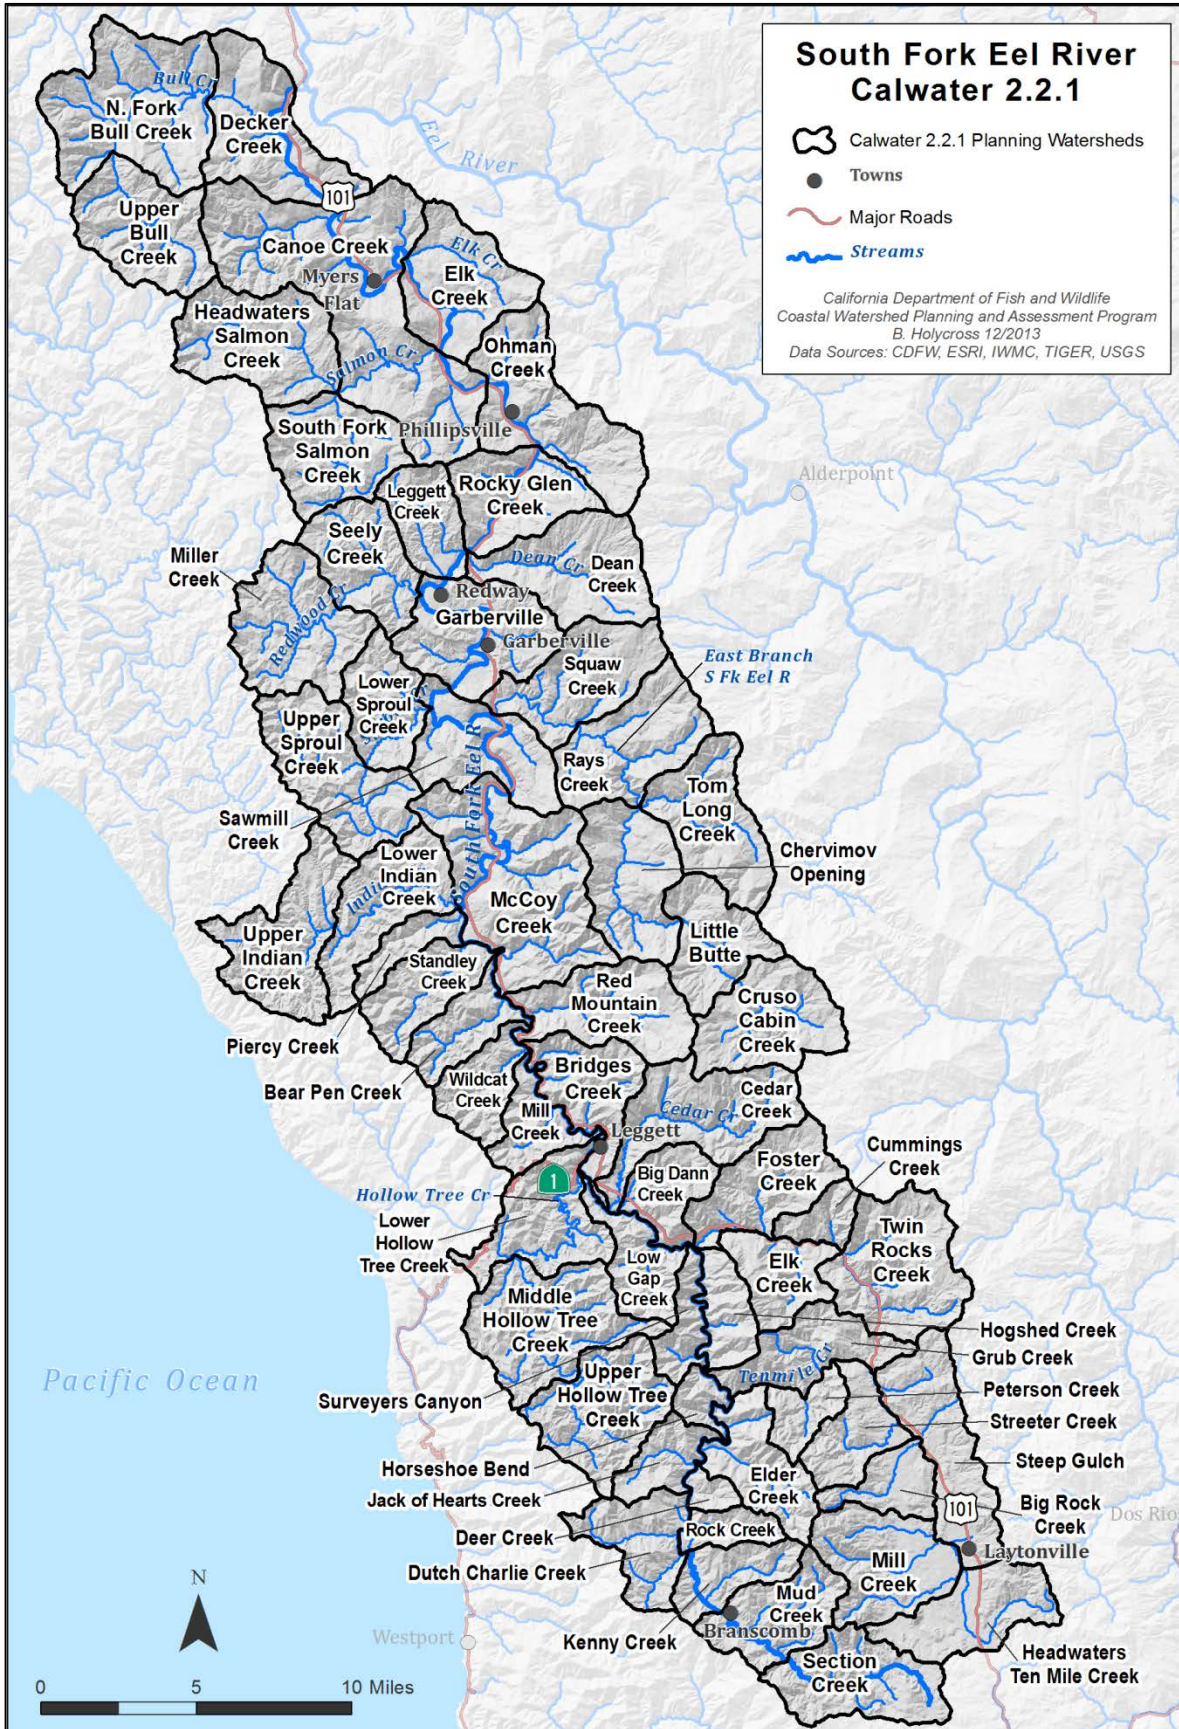 South Fork Eel River
Calwater 2.2.1
Calwater 2.2.1 Planning Watersheds
Towns
Major Roads
Streams
California Department of Fish and Wildlife
Coastal Watershed Planning and Assessment Program
B. Holycross 12/2013
Data Sources: CDFW, ESRI, IWMC, TIGER, USGS
Bull Cr
N. Fork
Bull Creek
Decker
Creek
Eel River
101
Upper
Bull
Creek
Canoe Creek
Elk Cr
Myers
Flat
Elk
Creek
Headwaters
Salmon
Creek
Ohman
Creek
Salmon Cr
Phillipsville
South Fork
Salmon
Creek
Alderpoint
Leggett
Creek
Rocky Glen
Creek
Seely
Creek
Miller
Creek
Dean Cr
Dean
Creek
Redway
Redwood Cr
Garberville
Garberville
Squaw
Creek
East Branch
S Fk Eel R
Lower
Sproul
Creek
Upper
Sproul
Creek
Rays
Creek
Tom
Long
Creek
South Fork Eel R
Sawmill
Creek
Chervimov
Opening
Lower
Indian
Creek
McCoy
Creek
Upper
Indian
Creek
Little
Butte
Standley
Creek
Red
Mountain
Creek
Cruso
Cabin
Creek
Piercy Creek
Bear Pen Creek
Wildcat
Creek
Bridges
Creek
Cedar
Creek
Cedar Cr
Mill
Creek
Leggett
Cummings
Creek
Foster
Creek
Big Dann
Creek
1
Hollow Tree Cr
Lower
Hollow
Tree Creek
Twin
Rocks
Creek
Low
Gap
Creek
Elk
Creek
Middle
Hollow Tree
Creek
Hogshed Creek
Grub Creek
Tenmile Cr
Pacific Ocean
Surveyers Canyon
Upper
Hollow Tree
Creek
Peterson Creek
Streeter Creek
Steep Gulch
Horseshoe Bend
Jack of Hearts Creek
Elder
Creek
101
Big Rock
Creek
Dos Rio
Deer Creek
Rock Creek
Laytonville
Dutch Charlie Creek
Mill
Creek
N
Mud
Creek
Branscomb
Westport
Kenny Creek
Section
Creek
Headwaters
Ten Mile Creek
0 5 10 Miles